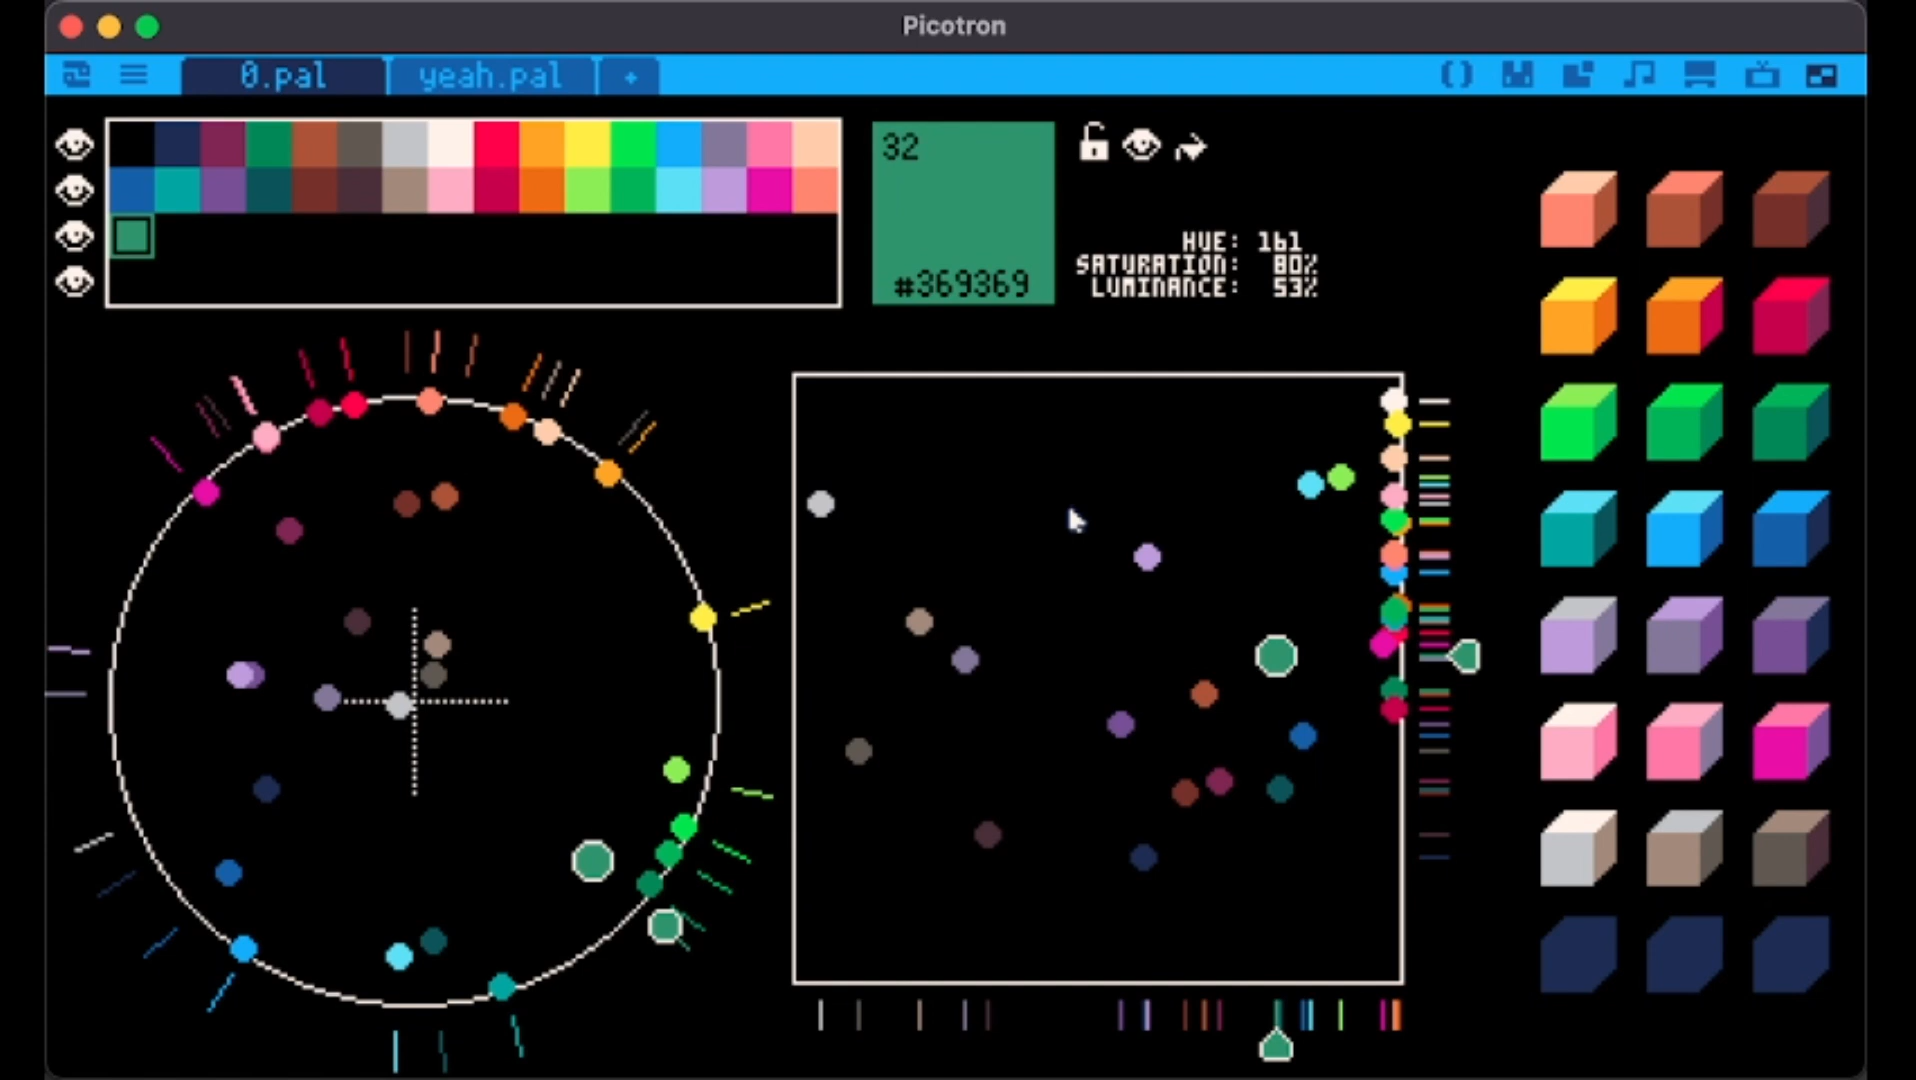 Picotron
0.pal
yeah.pal
+
32
#369369
HUE: 161
SATURATION: 80%
LUMINANCE: 53%